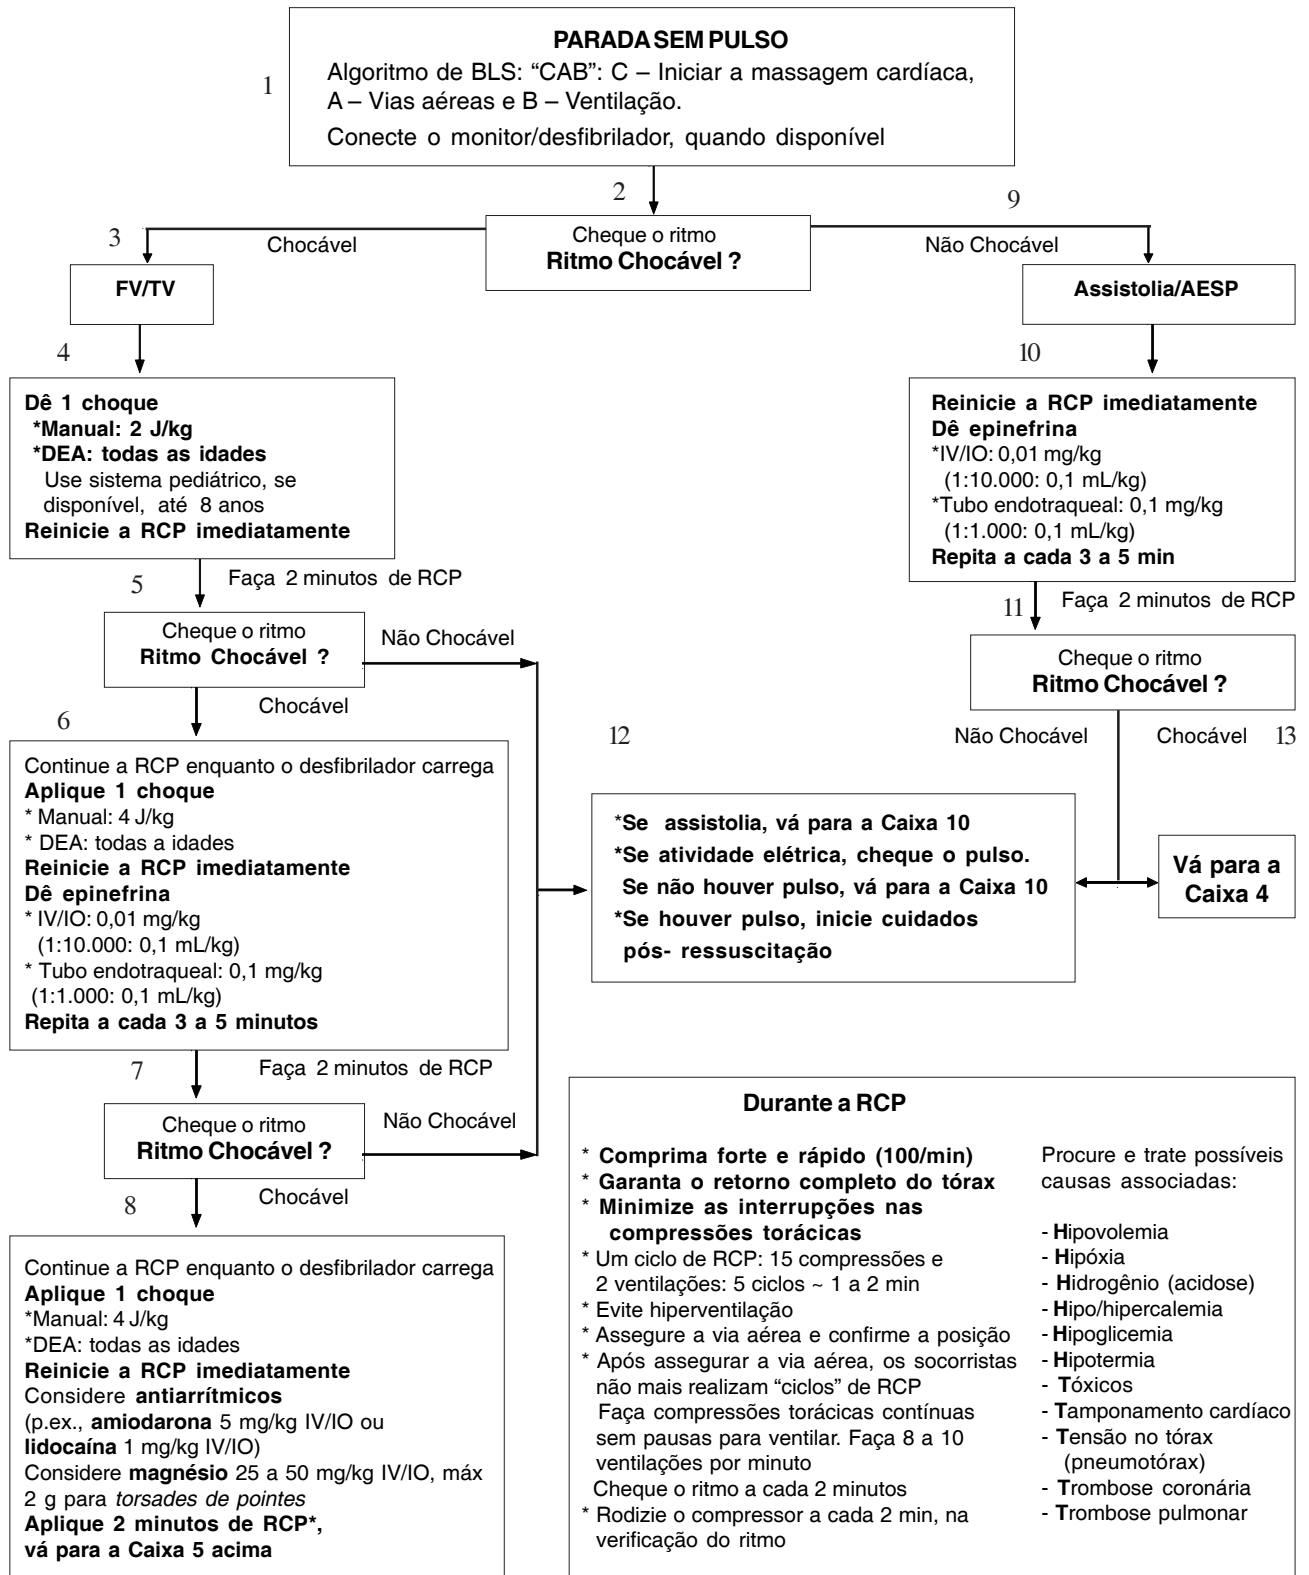 PARADA SEM PULSO
1
Algoritmo de BLS: “CAB”: C – Iniciar a massagem cardíaca,
A – Vias aéreas e B – Ventilação.
Conecte o monitor/desfibrilador, quando disponível
2
9
Cheque o ritmo
Ritmo Chocável ?
3
Chocável
Não Chocável
FV/TV
Assistolia/AESP
4
Dê 1 choque
*Manual: 2 J/kg
*DEA: todas as idades
Use sistema pediátrico, se
disponível, até 8 anos
Reinicie a RCP imediatamente
10
Reinicie a RCP imediatamente
Dê epinefrina
*IV/IO: 0,01 mg/kg
(1:10.000: 0,1 mL/kg)
*Tubo endotraqueal: 0,1 mg/kg
(1:1.000: 0,1 mL/kg)
Repita a cada 3 a 5 min
5
Faça 2 minutos de RCP
11
Faça 2 minutos de RCP
Cheque o ritmo
Ritmo Chocável ?
Não Chocável
Chocável
Cheque o ritmo
Ritmo Chocável ?
Não Chocável
Chocável
13
6
Continue a RCP enquanto o desfibrilador carrega
Aplique 1 choque
* Manual: 4 J/kg
* DEA: todas a idades
Reinicie a RCP imediatamente
Dê epinefrina
* IV/IO: 0,01 mg/kg
(1:10.000: 0,1 mL/kg)
* Tubo endotraqueal: 0,1 mg/kg
(1:1.000: 0,1 mL/kg)
Repita a cada 3 a 5 minutos
12
*Se assistolia, vá para a Caixa 10
*Se atividade elétrica, cheque o pulso.
Se não houver pulso, vá para a Caixa 10
*Se houver pulso, inicie cuidados
pós- ressuscitação
Vá para a
Caixa 4
7
Faça 2 minutos de RCP
Cheque o ritmo
Ritmo Chocável ?
Não Chocável
Chocável
8
Continue a RCP enquanto o desfibrilador carrega
Aplique 1 choque
*Manual: 4 J/kg
*DEA: todas as idades
Reinicie a RCP imediatamente
Considere antiarrítmicos
(p.ex., amiodarona 5 mg/kg IV/IO ou
lidocaína 1 mg/kg IV/IO)
Considere magnésio 25 a 50 mg/kg IV/IO, máx
2 g para torsades de pointes
Aplique 2 minutos de RCP*,
vá para a Caixa 5 acima
Durante a RCP
* Comprima forte e rápido (100/min)
* Garanta o retorno completo do tórax
* Minimize as interrupções nas
compressões torácicas
* Um ciclo de RCP: 15 compressões e
2 ventilações: 5 ciclos ~ 1 a 2 min
* Evite hiperventilação
* Assegure a via aérea e confirme a posição
* Após assegurar a via aérea, os socorristas
não mais realizam “ciclos” de RCP
Faça compressões torácicas contínuas
sem pausas para ventilar. Faça 8 a 10
ventilações por minuto
Cheque o ritmo a cada 2 minutos
* Rodizie o compressor a cada 2 min, na
verificação do ritmo
Procure e trate possíveis
causas associadas:
- Hipovolemia
- Hipóxia
- Hidrogênio (acidose)
- Hipo/hipercalemia
- Hipoglicemia
- Hipotermia
- Tóxicos
- Tamponamento cardíaco
- Tensão no tórax
(pneumotórax)
- Trombose coronária
- Trombose pulmonar